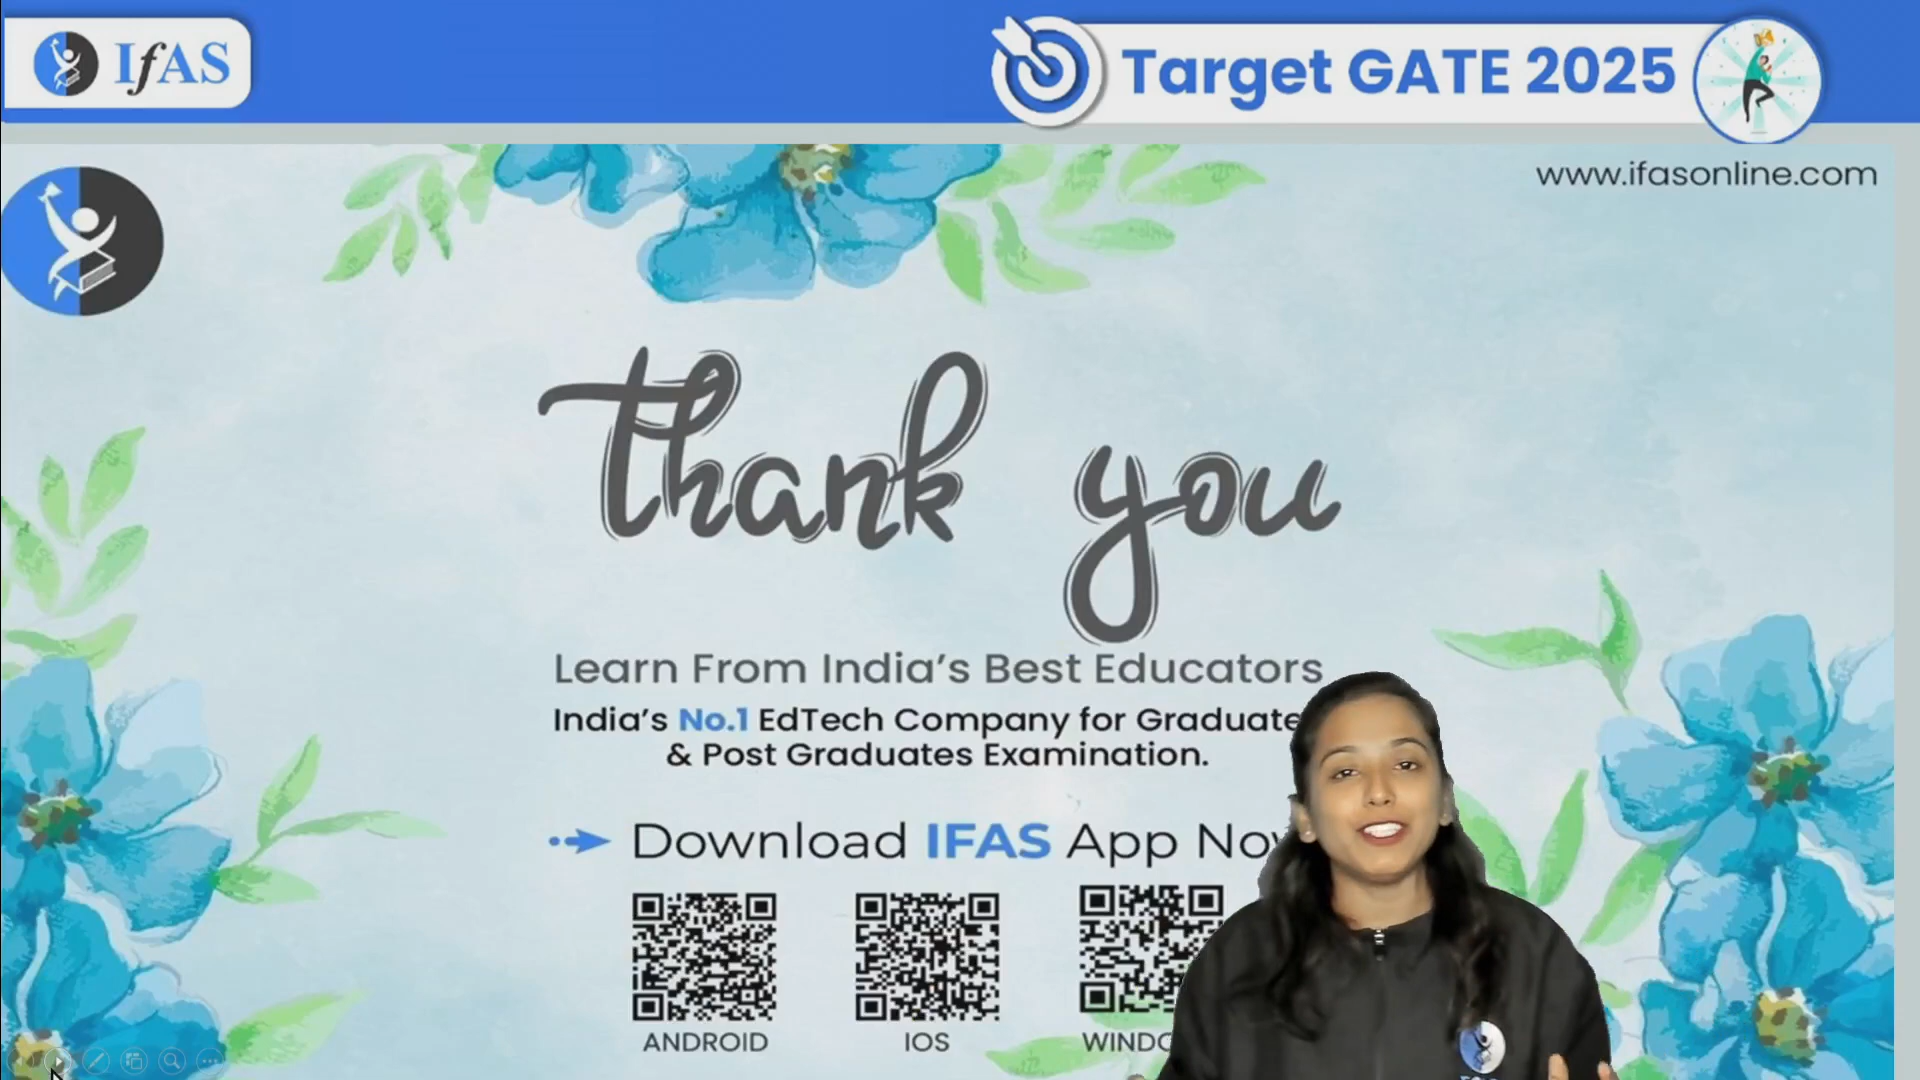 IfAS
Target GATE 2025
www.ifasonline.com
Thank you
Learn From India's Best Educators
India's No.1 EdTech Company for Graduate
& Post Graduates Examination.
Download IFAS App Now
ANDROID
IOS
WINDO